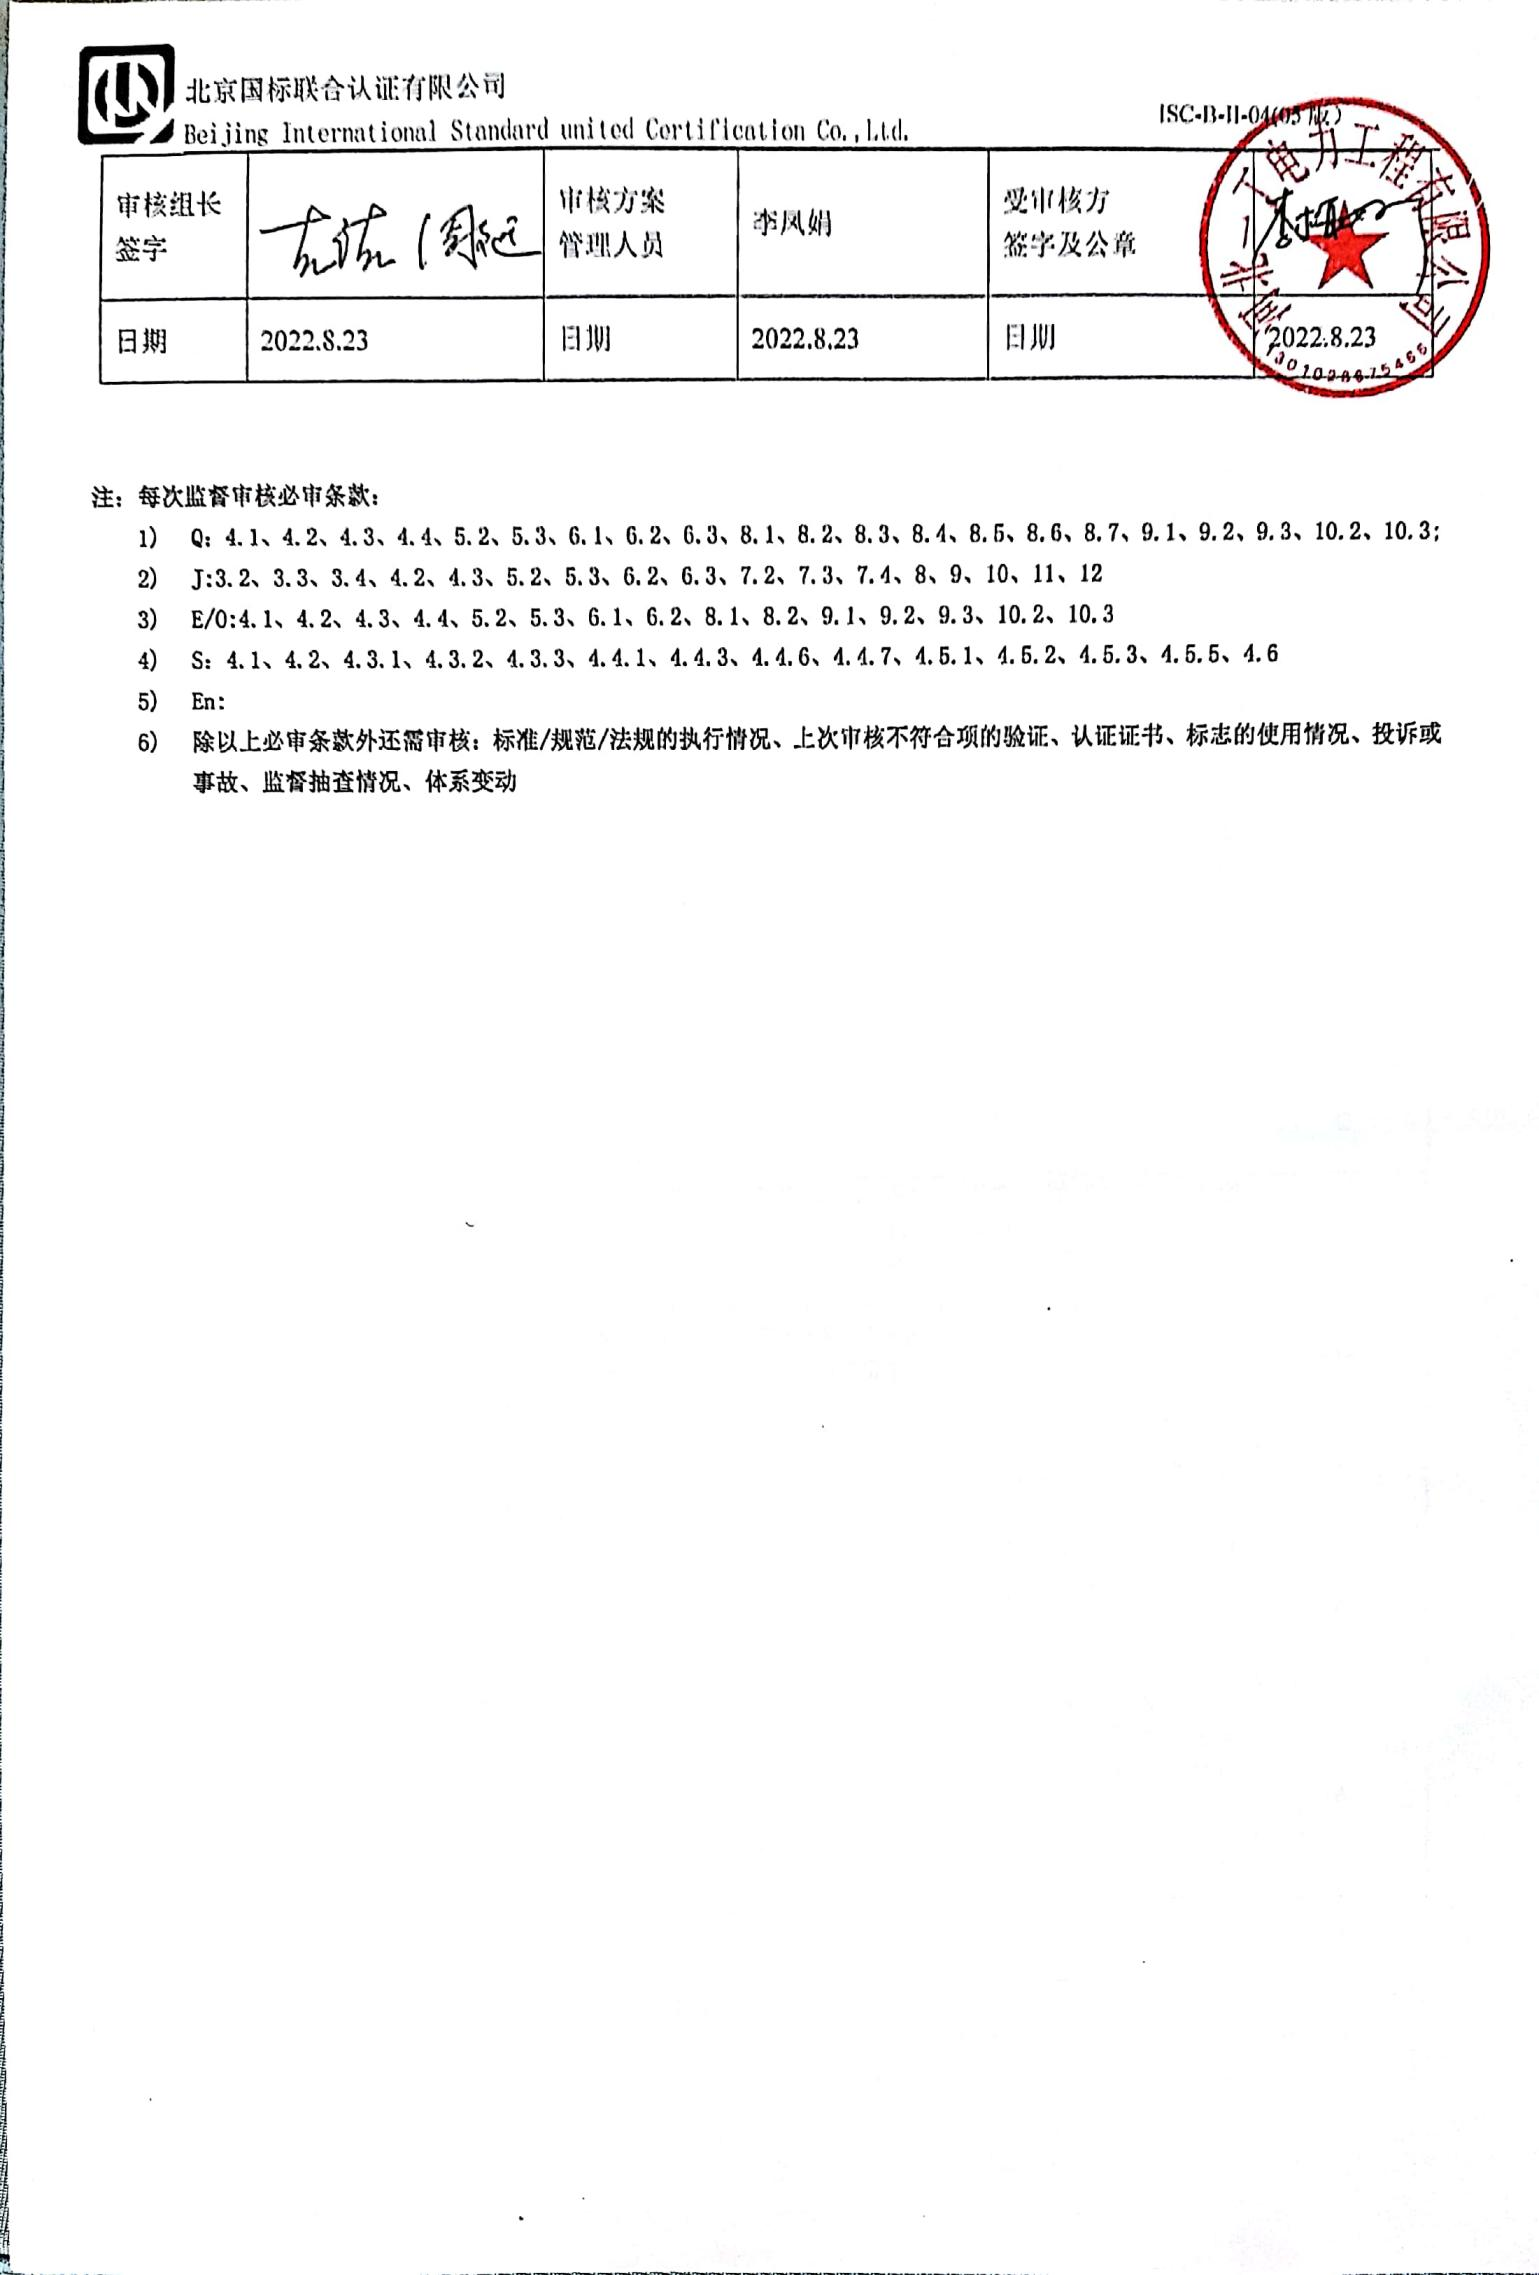 北京国标联合认证有限公司
Beijing International Standard united Certification Co.,Ltd.
ISC-B-II-04(05版)
审核组长
签字
审核方案
管理人员
李凤娟
受审核方
签字及公章
电力工程有限公司
日期
2022.8.23
日期
2022.8.23
日期
2022.8.23
注：每次监督审核必审条款：
1) Q：4.1、4.2、4.3、4.4、5.2、5.3、6.1、6.2、6.3、8.1、8.2、8.3、8.4、8.5、8.6、8.7、9.1、9.2、9.3、10.2、10.3；
2) J:3.2、3.3、3.4、4.2、4.3、5.2、5.3、6.2、6.3、7.2、7.3、7.4、8、9、10、11、12
3) E/O:4.1、4.2、4.3、4.4、5.2、5.3、6.1、6.2、8.1、8.2、9.1、9.2、9.3、10.2、10.3
4) S：4.1、4.2、4.3.1、4.3.2、4.3.3、4.4.1、4.4.3、4.4.6、4.4.7、4.5.1、4.5.2、4.5.3、4.5.5、4.6
5) En：
6) 除以上必审条款外还需审核：标准/规范/法规的执行情况、上次审核不符合项的验证、认证证书、标志的使用情况、投诉或
事故、监督抽查情况、体系变动